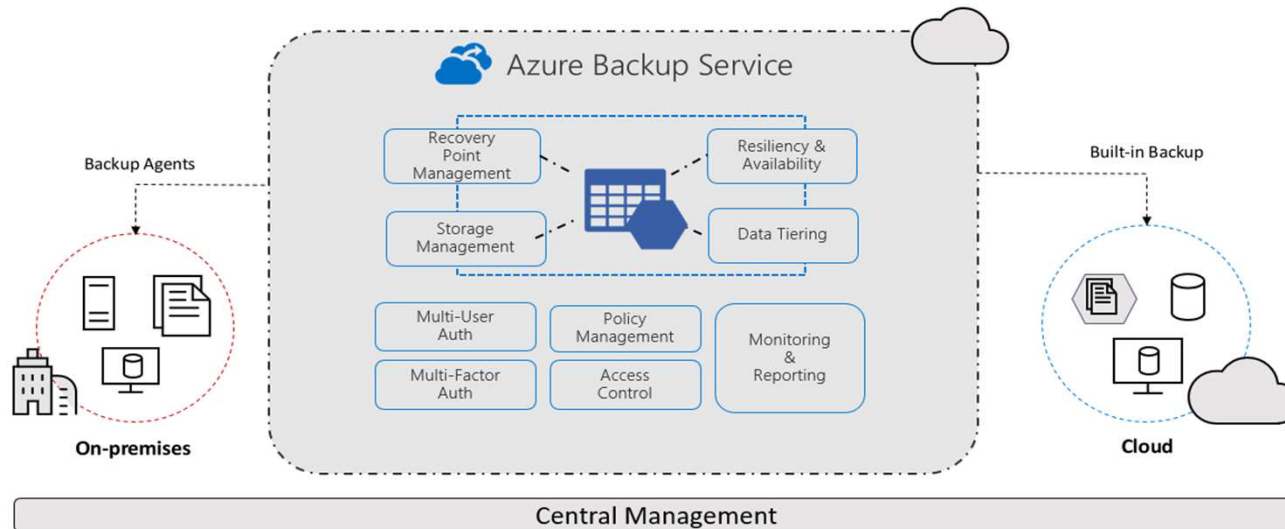 Azure Backup Service
Backup Agents
Recovery
Point
Management
Resiliency &
Availability
Built-in Backup
Storage
Management
Data Tiering
Multi-User
Auth
Policy
Management
Monitoring
&
Reporting
Multi-Factor
Auth
Access
Control
On-premises
Cloud
Central Management